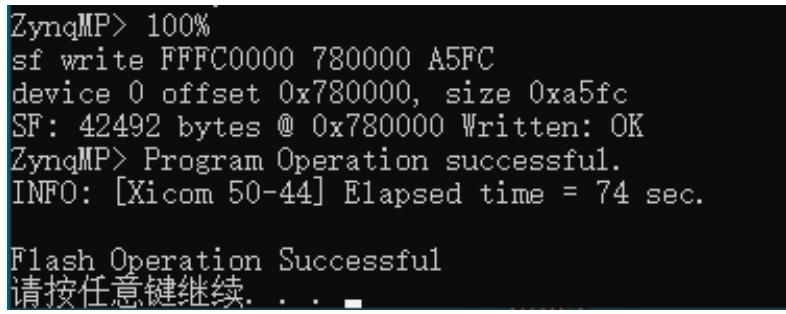 ZynqMP> 100%
sf write FFFC0000 780000 A5FC
device 0 offset 0x780000, size 0xa5fc
SF: 42492 bytes @ 0x780000 Written: OK
ZynqMP> Program Operation successful.
INFO: [Xicom 50-44] Elapsed time = 74 sec.
Flash Operation Successful
请按任意键继续. . .